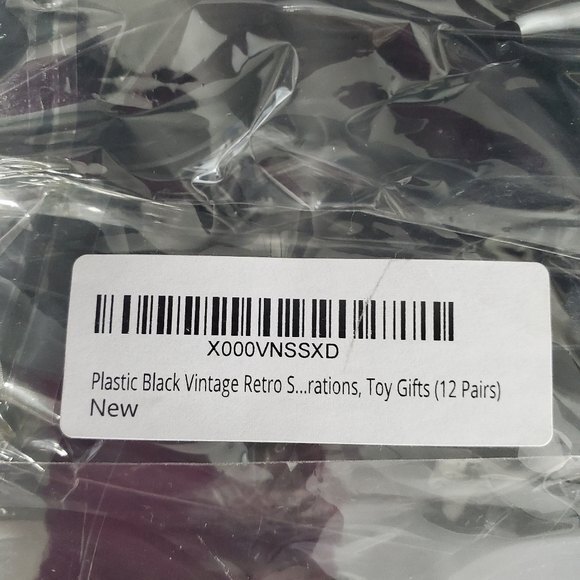 X000VNSSXD
Plastic Black Vintage Retro S...rations, Toy Gifts (12 Pairs)
New